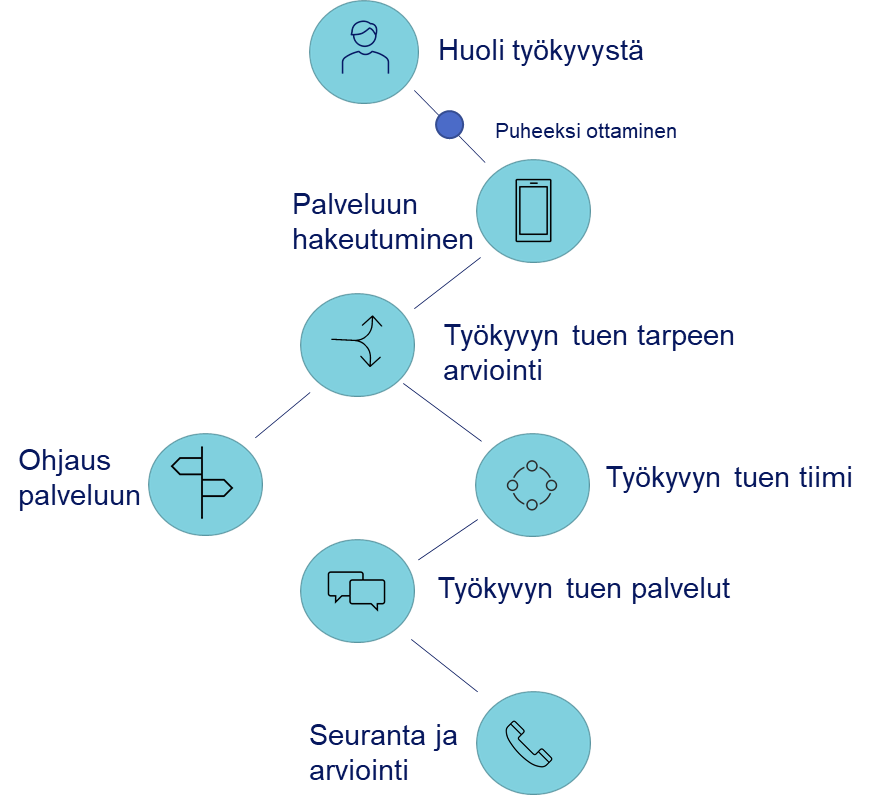 Huoli työkyvystä
Puheeksi ottaminen
Palveluun
hakeutuminen
Työkyvyn tuen tarpeen
arviointi
Ohjaus
palveluun
Työkyvyn tuen tiimi
Työkyvyn tuen palvelut
Seuranta ja
arviointi